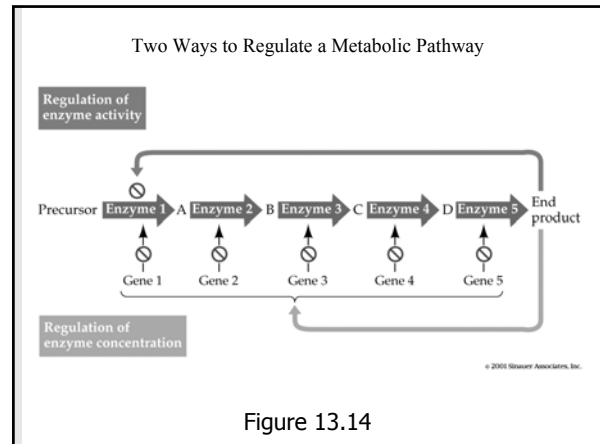 Two Ways to Regulate a Metabolic Pathway
Regulation of
enzyme activity
Precursor Enzyme 1 A Enzyme 2 B Enzyme 3 C Enzyme 4 D Enzyme 5 End
product
Gene 1 Gene 2 Gene 3 Gene 4 Gene 5
Regulation of
enzyme concentration
© 2001 Sinauer Associates, Inc.
Figure 13.14